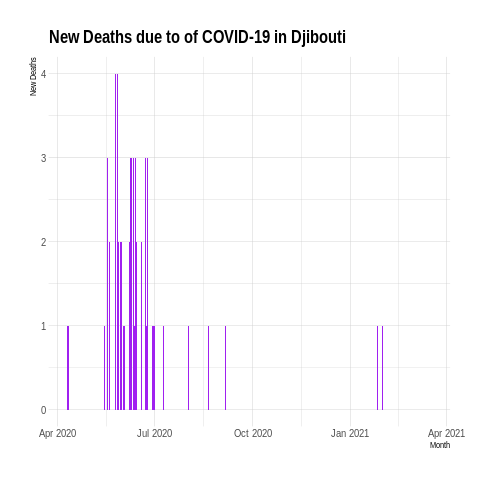 New Deaths due to of COVID-19 in Djibouti
New Deaths
4
3
2
1
0
Apr 2020 Jul 2020 Oct 2020 Jan 2021 Apr 2021
Month